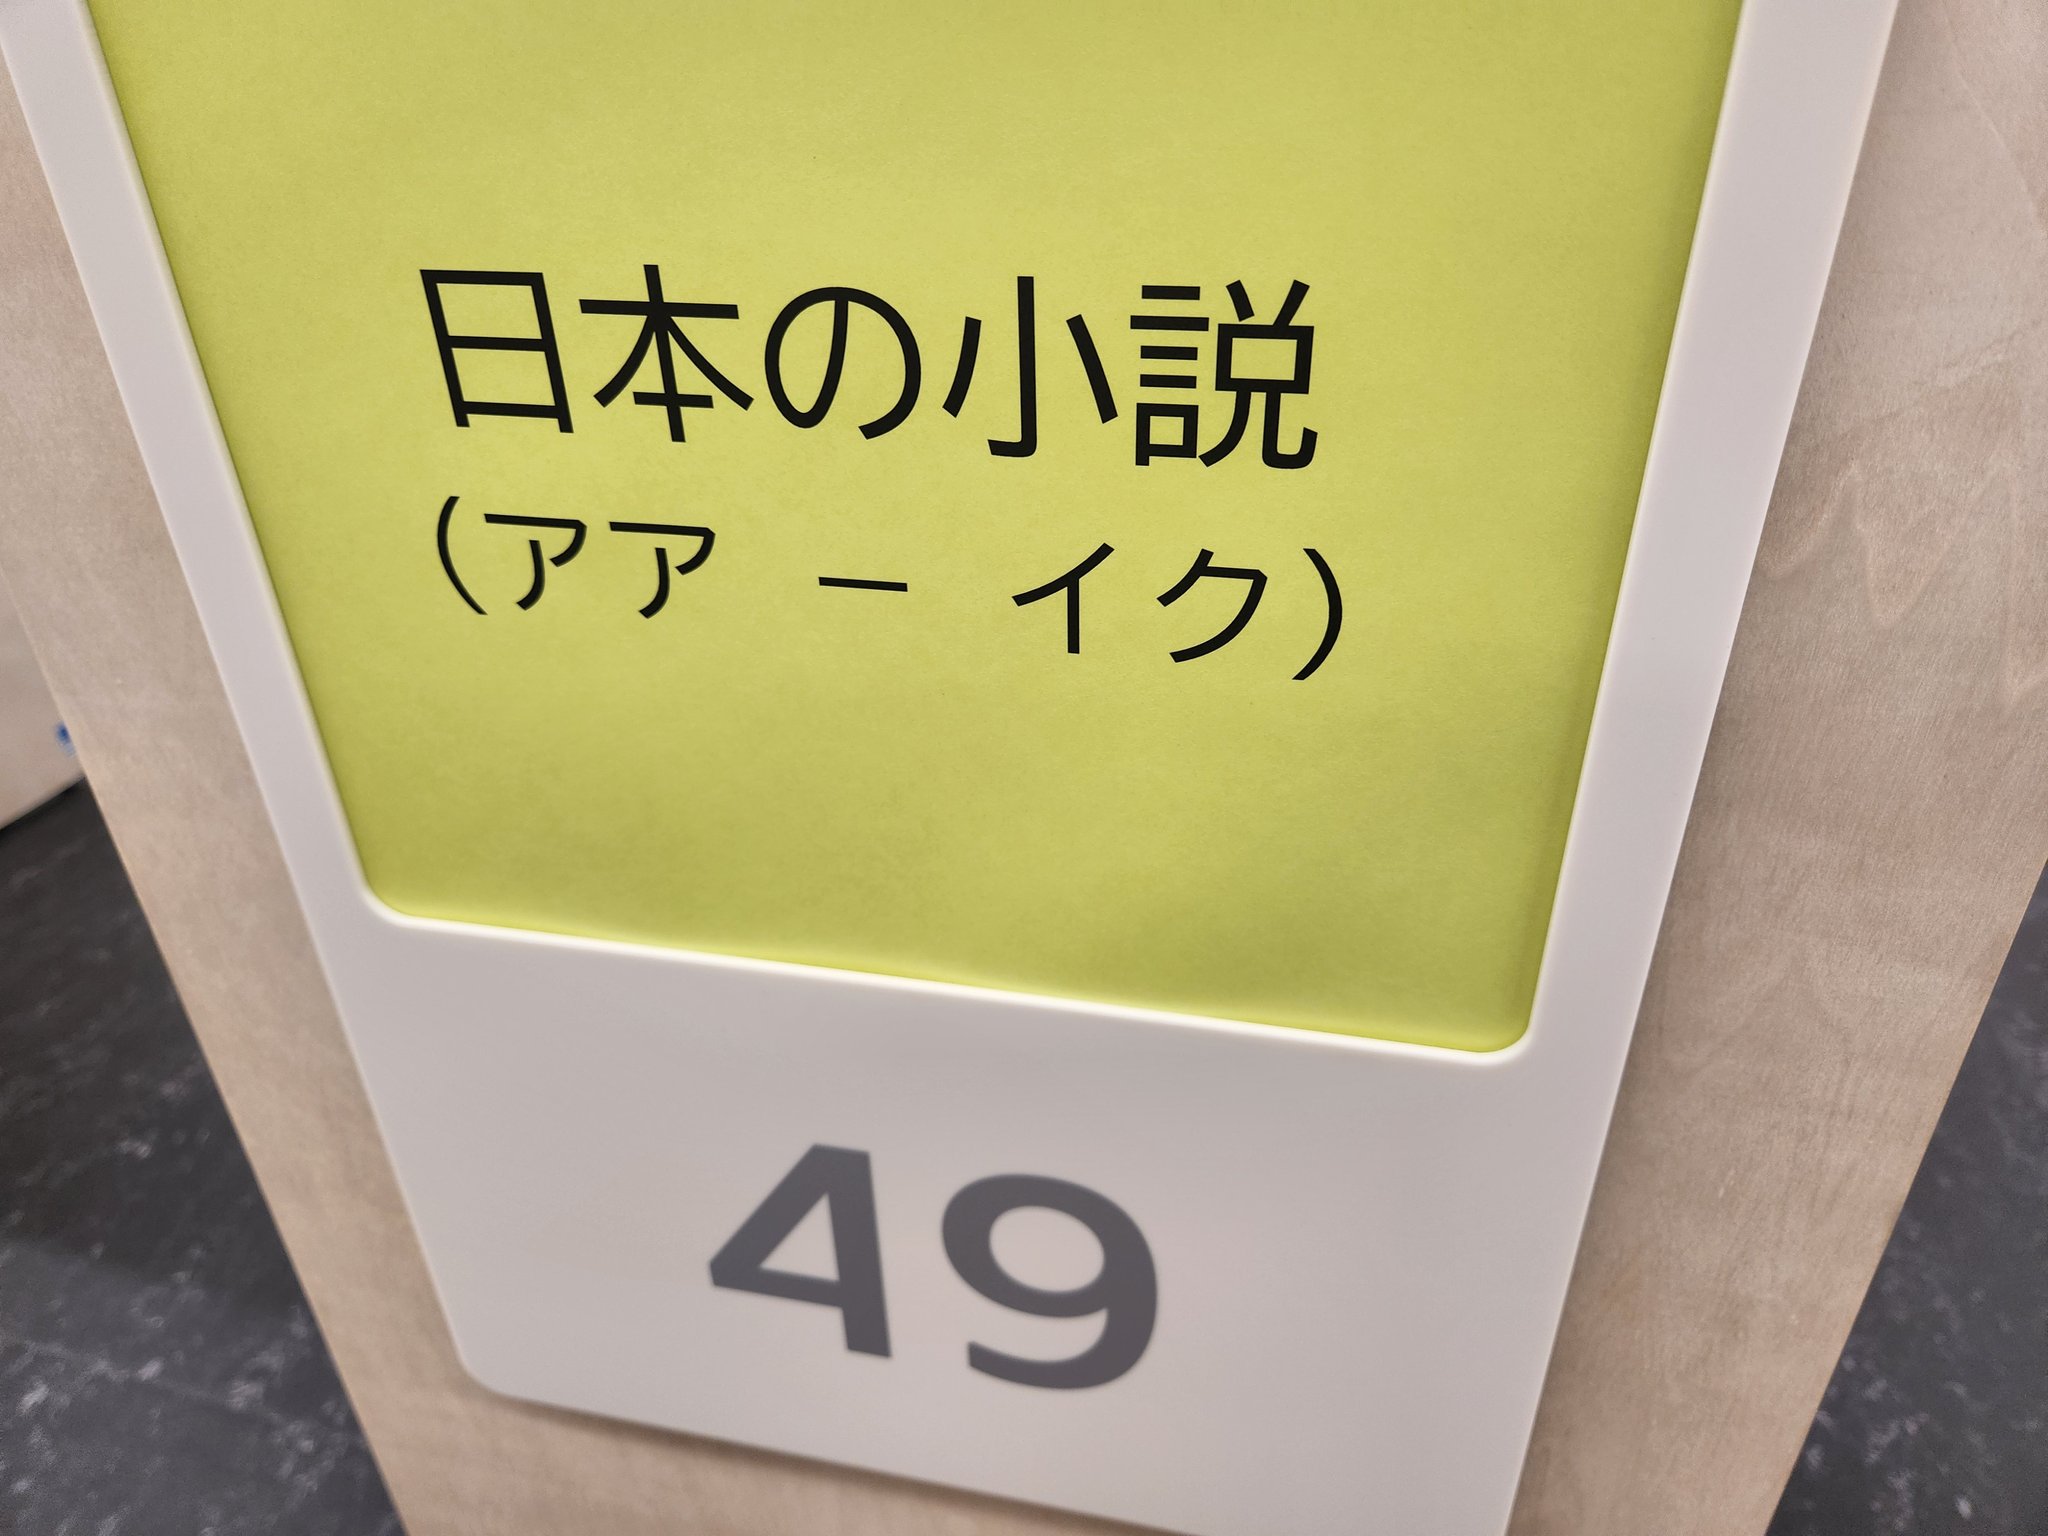 日本の小説
（アア － イク）
49